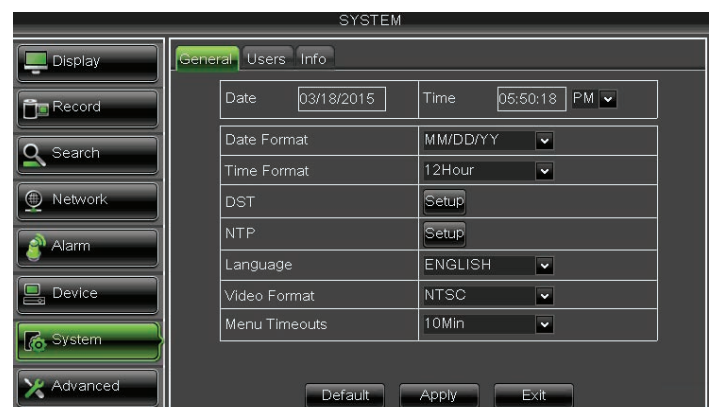 SYSTEM
Display
Record
Search
Network
Alarm
Device
System
Advanced
General Users Info
Date 03/18/2015 Time 05:50:18 PM
Date Format MM/DD/YY
Time Format 12Hour
DST Setup
NTP Setup
Language ENGLISH
Video Format NTSC
Menu Timeouts 10Min
Default Apply Exit